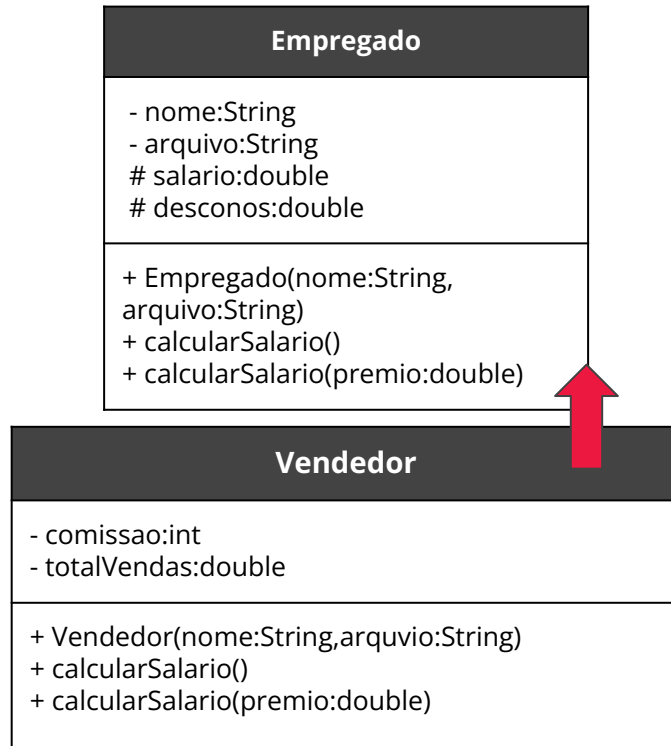 Empregado
- nome:String
- arquivo:String
# salario:double
# desconos:double
+ Empregado(nome:String,
arquivo:String)
+ calcularSalario()
+ calcularSalario(premio:double)
Vendedor
- comissao:int
- totalVendas:double
+ Vendedor(nome:String,arquvio:String)
+ calcularSalario()
+ calcularSalario(premio:double)